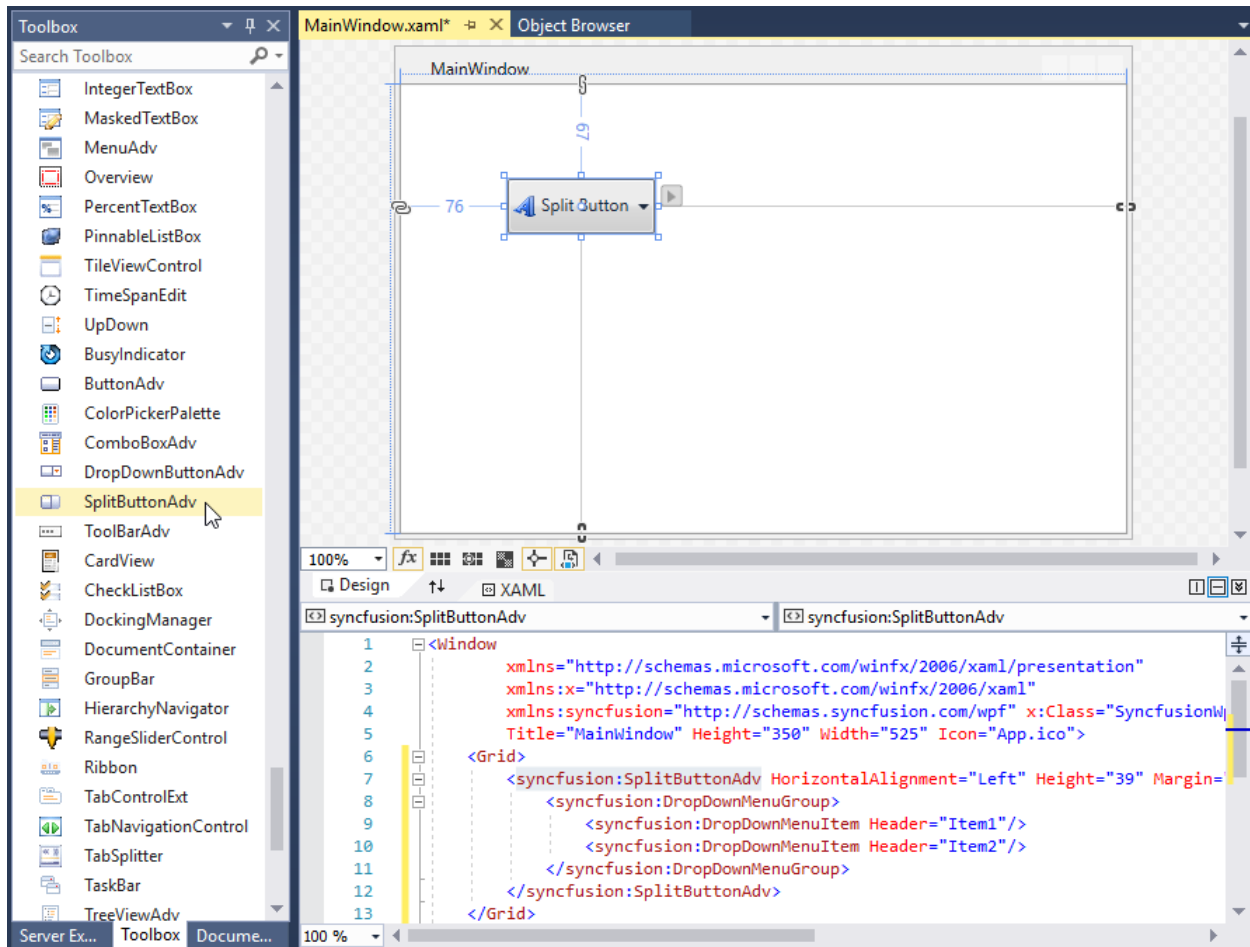 Toolbox
Search Toolbox
IntegerTextBox
MaskedTextBox
MenuAdv
Overview
PercentTextBox
PinnableListBox
TileViewControl
TimeSpanEdit
UpDown
BusyIndicator
ButtonAdv
ColorPickerPalette
ComboBoxAdv
DropDownButtonAdv
SplitButtonAdv
ToolBarAdv
CardView
CheckListBox
DockingManager
DocumentContainer
GroupBar
HierarchyNavigator
RangeSliderControl
Ribbon
TabControlExt
TabNavigationControl
TabSplitter
TaskBar
TreeViewAdv
Server Ex... Toolbox Docume...
MainWindow.xaml* Object Browser
MainWindow
67
76
Split Button
100% fx
Design XAML
syncfusion:SplitButtonAdv syncfusion:SplitButtonAdv
1 <Window
2 xmlns="http://schemas.microsoft.com/winfx/2006/xaml/presentation"
3 xmlns:x="http://schemas.microsoft.com/winfx/2006/xaml"
4 xmlns:syncfusion="http://schemas.syncfusion.com/wpf" x:Class="SyncfusionWp
5 Title="MainWindow" Height="350" Width="525" Icon="App.ico">
6 <Grid>
7 <syncfusion:SplitButtonAdv HorizontalAlignment="Left" Height="39" Margin="
8 <syncfusion:DropDownMenuGroup>
9 <syncfusion:DropDownMenuItem Header="Item1"/>
10 <syncfusion:DropDownMenuItem Header="Item2"/>
11 </syncfusion:DropDownMenuGroup>
12 </syncfusion:SplitButtonAdv>
13 </Grid>
100 %